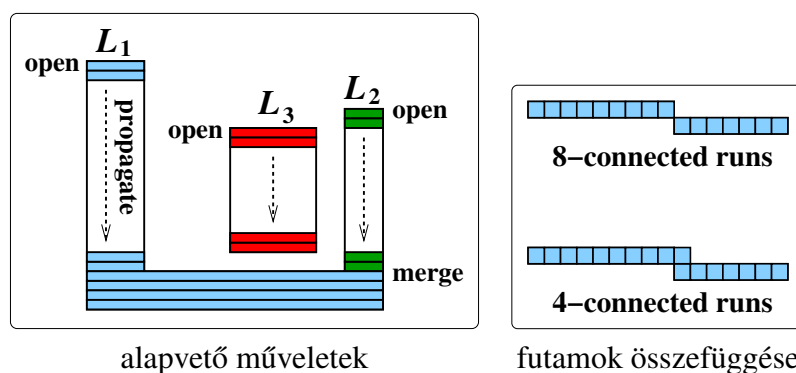 L1
open
propagate
L3
open
L2
open
merge
alapvető műveletek
8−connected runs
4−connected runs
futamok összefüggése